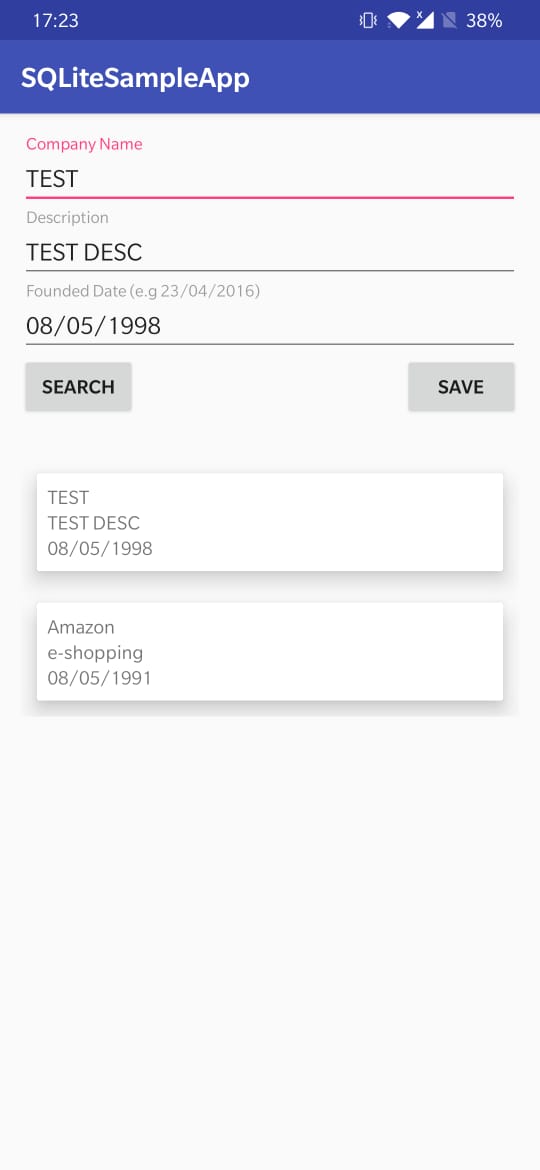 17:23 38%
SQLiteSampleApp
Company Name
TEST
Description
TEST DESC
Founded Date (e.g 23/04/2016)
08/05/1998
SEARCH SAVE
TEST
TEST DESC
08/05/1998
Amazon
e-shopping
08/05/1991